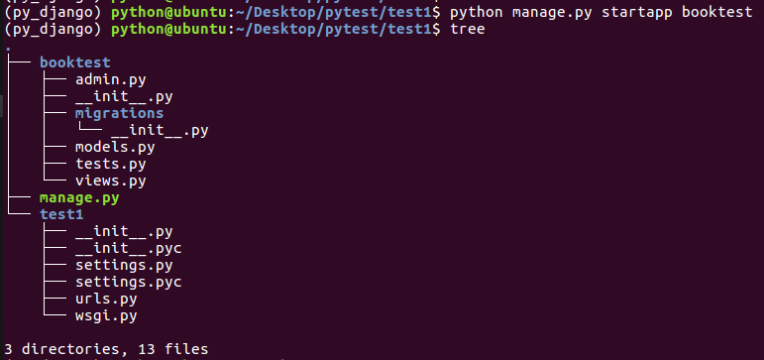 (py_django) python@ubuntu:~/Desktop/pytest/test1$ python manage.py startapp booktest
(py_django) python@ubuntu:~/Desktop/pytest/test1$ tree
.
├── booktest
│   ├── admin.py
│   ├── __init__.py
│   ├── migrations
│   │   └── __init__.py
│   ├── models.py
│   ├── tests.py
│   └── views.py
├── manage.py
└── test1
    ├── __init__.py
    ├── __init__.pyc
    ├── settings.py
    ├── settings.pyc
    ├── urls.py
    └── wsgi.py
3 directories, 13 files